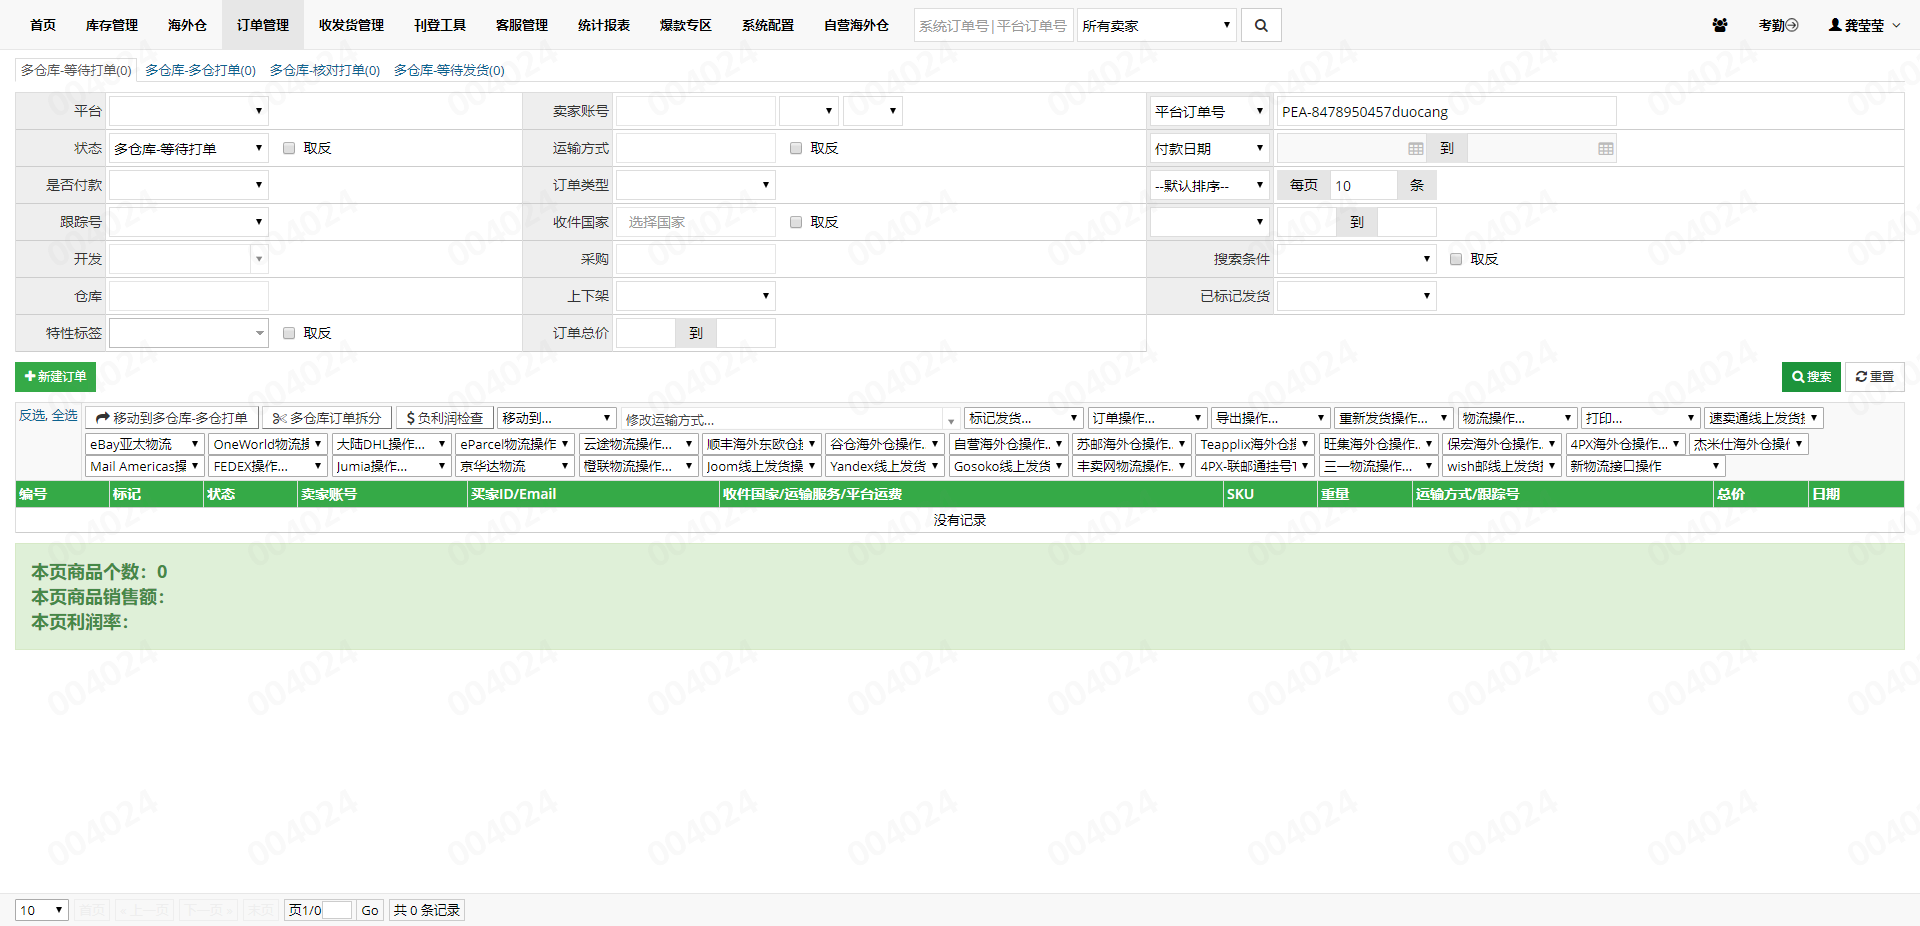 首页 库存管理 海外仓 订单管理 收发货管理 刊登工具 客服管理 统计报表 爆款专区 系统配置 自营海外仓 系统订单号|平台订单号 所有卖家 考勤 龚莹莹
多仓库-等待打单(0) 多仓库-多仓打单(0) 多仓库-核对打单(0) 多仓库-等待发货(0)
平台 卖家账号 平台订单号 PEA-8478950457duocang
状态 多仓库-等待打单 取反 运输方式 取反 付款日期 到
是否付款 订单类型 --默认排序-- 每页 10 条
跟踪号 收件国家 选择国家 取反 到
开发 采购 搜索条件 取反
仓库 上下架 已标记发货
特性标签 取反 订单总价 到
新建订单 搜索 重置
反选, 全选 移动到多仓库-多仓打单 多仓库订单拆分 $负利润检查 移动到... 修改运输方式... 标记发货... 订单操作... 导出操作... 重新发货操作... 物流操作... 打印... 速卖通线上发货
eBay亚太物流 OneWorld物流操 大陆DHL操作... eParcel物流操作 云途物流操作... 顺丰海外东欧仓 谷仓海外仓操作.. 自营海外仓操作.. 苏邮海外仓操作.. Teapplix海外仓 旺集海外仓操作.. 保宏海外仓操作.. 4PX海外仓操作... 杰米仕海外仓操作
Mail Americas操 FEDEX操作... Jumia操作... 京华达物流 橙联物流操作... Joom线上发货操 Yandex线上发货 Gosoko线上发货 丰卖网物流操作.. 4PX-联邮通挂号 三一物流操作... wish邮线上发货 新物流接口操作
编号 标记 状态 卖家账号 买家ID/Email 收件国家/运输服务/平台运费 SKU 重量 运输方式/跟踪号 总价 日期
没有记录
本页商品个数：0
本页商品销售额：
本页利润率：
10 首页 «上一页 下一页» 末页 页1/0 Go 共 0 条记录